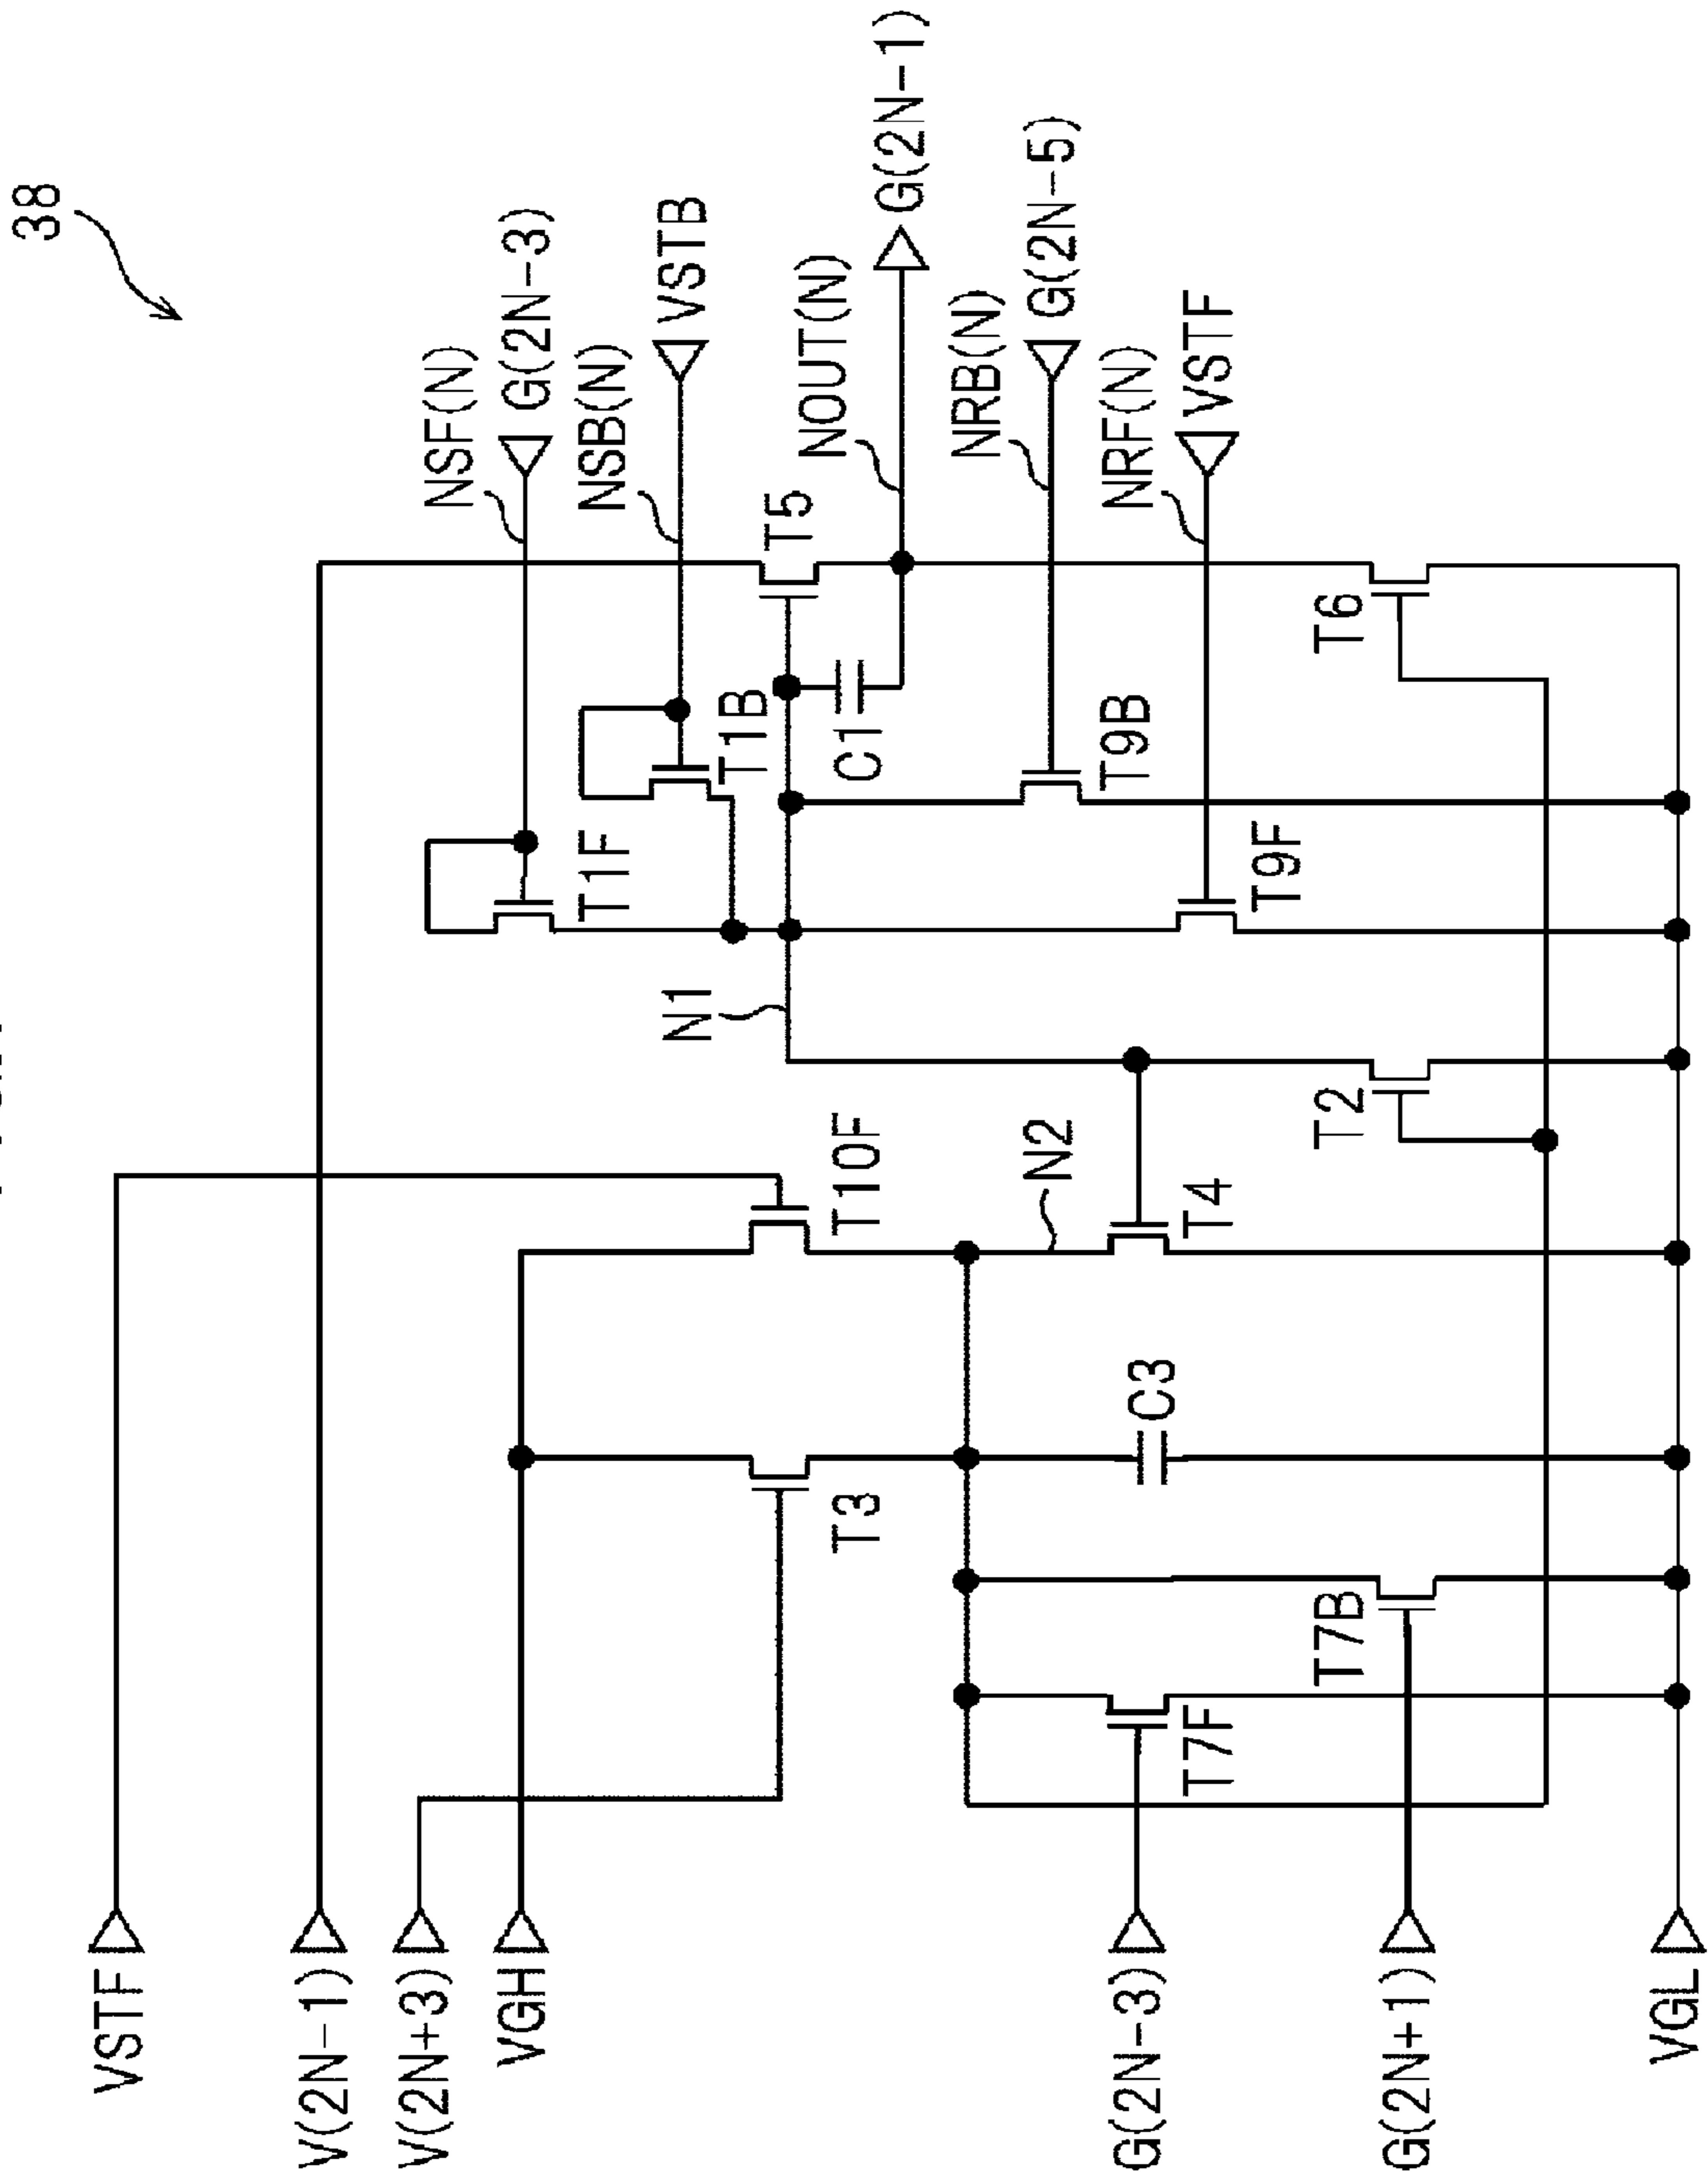 38
VSTF
V(2N-1)
V(2N+3)
VGH
G(2N-3)
G(2N+1)
VGL
T7F
T7B
T3
C3
T10F
N2
T4
T2
N1
T1F
T1B
T9F
T9B
C1
T5
T6
NSF(N)
G(2N-3)
NSB(N)
VSTB
NOUT(N)
G(2N-1)
NRB(N)
G(2N-5)
NRF(N)
VSTF